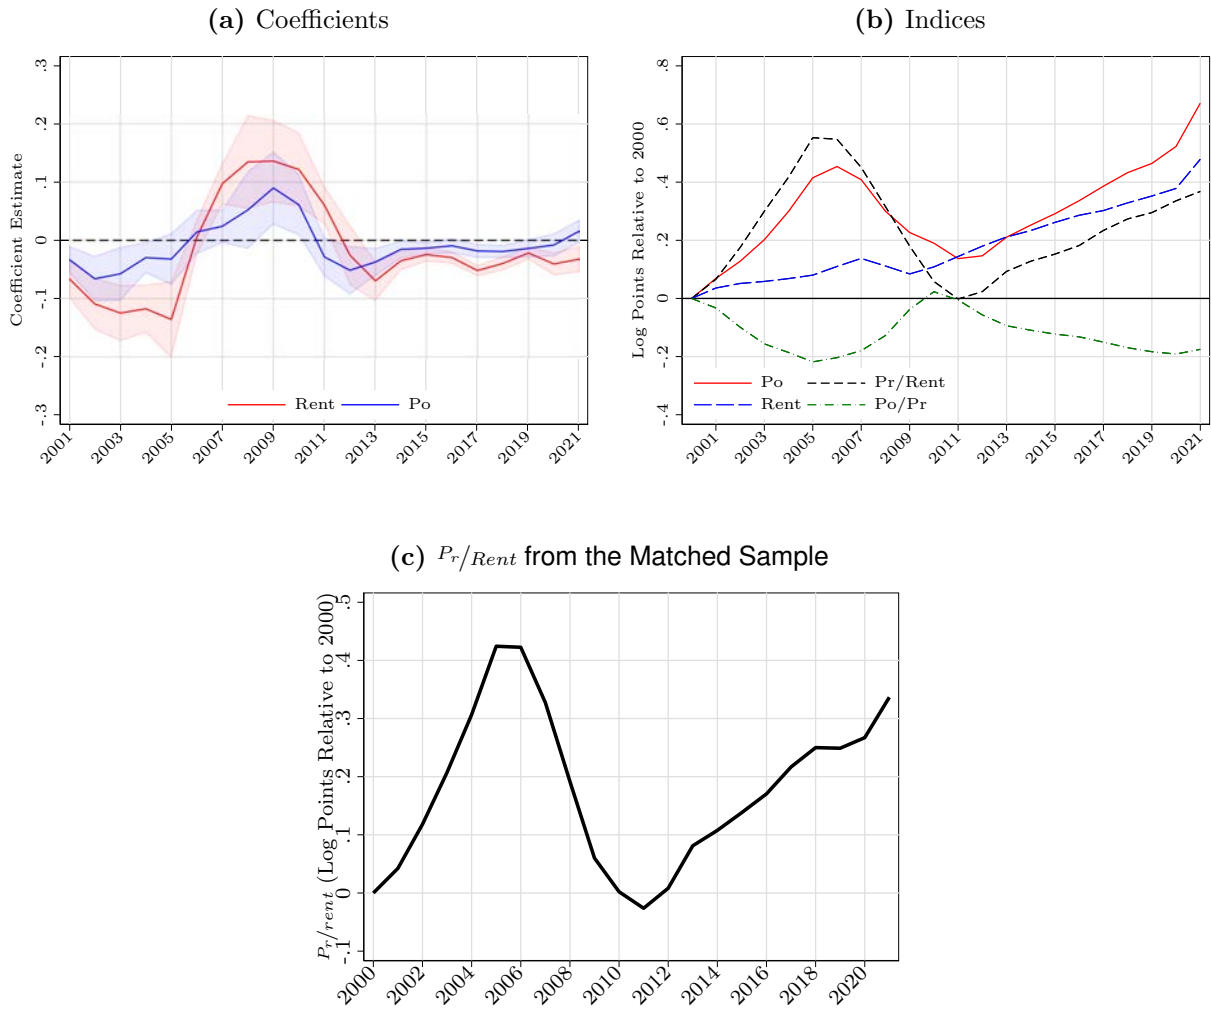 (a) Coefficients
Coefficient Estimate
.3
.2
.1
0
-.1
-.2
-.3
Rent Po
2001 2003 2005 2007 2009 2011 2013 2015 2017 2019 2021
(b) Indices
Log Points Relative to 2000
.8
.6
.4
.2
0
-.2
-.4
Po Pr/Rent
Rent Po/Pr
2001 2003 2005 2007 2009 2011 2013 2015 2017 2019 2021
(c) Pr/Rent from the Matched Sample
Pr/rent (Log Points Relative to 2000)
.5
.4
.3
.2
.1
0
-.1
2000 2002 2004 2006 2008 2010 2012 2014 2016 2018 2020